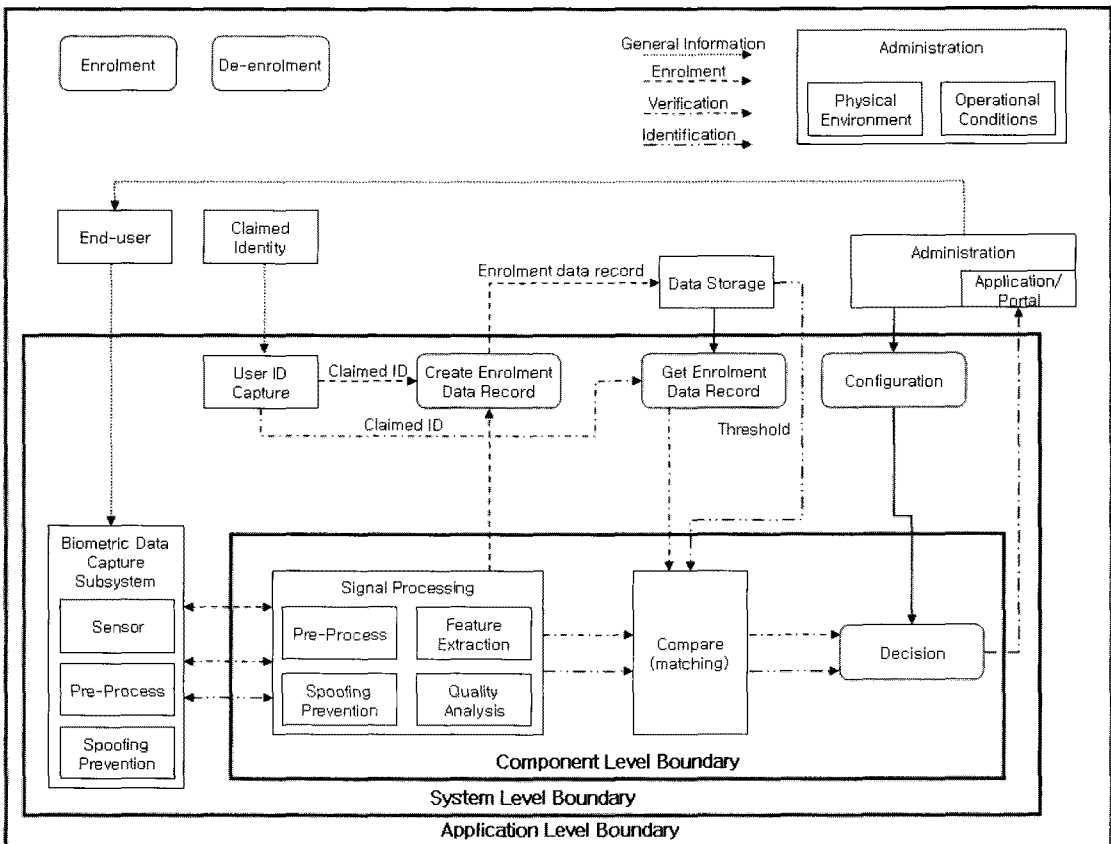 Enrolment
De-enrolment
General Information
Enrolment
Verification
Identification
Administration
Physical
Environment
Operational
Conditions
End-user
Claimed
Identity
Enrolment data record
Data Storage
Administration
Application/
Portal
User ID
Capture
Claimed ID
Create Enrolment
Data Record
Get Enrolment
Data Record
Configuration
Claimed ID
Threshold
Biometric Data
Capture
Subsystem
Sensor
Pre-Process
Spoofing
Prevention
Signal Processing
Pre-Process
Feature
Extraction
Spoofing
Prevention
Quality
Analysis
Compare
(matching)
Decision
Component Level Boundary
System Level Boundary
Application Level Boundary